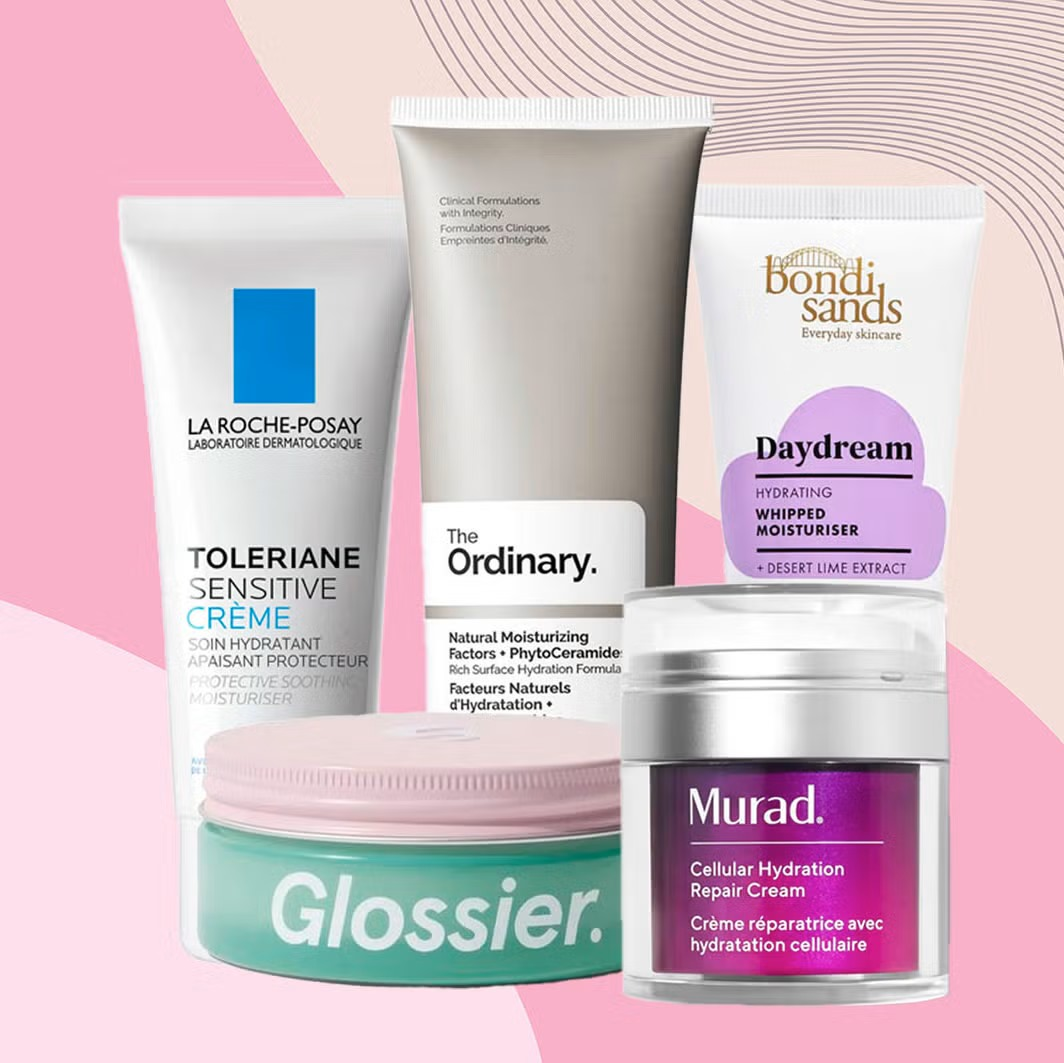 LA ROCHE-POSAY
LABORATOIRE DERMATOLOGIQUE
TOLERIANE
SENSITIVE
CRÈME
SOIN HYDRATANT
APAISANT PROTECTEUR
PROTECTIVE SOOTHING
MOISTURISER
Clinical Formulations
with Integrity.
Formulations Cliniques
Empreintes d'Intégrité.
The
Ordinary.
Natural Moisturizing
Factors + PhytoCeramides
Rich Surface Hydration Formula
Facteurs Naturels
d'Hydratation +
bondi
sands
Everyday skincare
Daydream
HYDRATING
WHIPPED
MOISTURISER
+ DESERT LIME EXTRACT
Glossier.
Murad.
Cellular Hydration
Repair Cream
Crème réparatrice avec
hydratation cellulaire